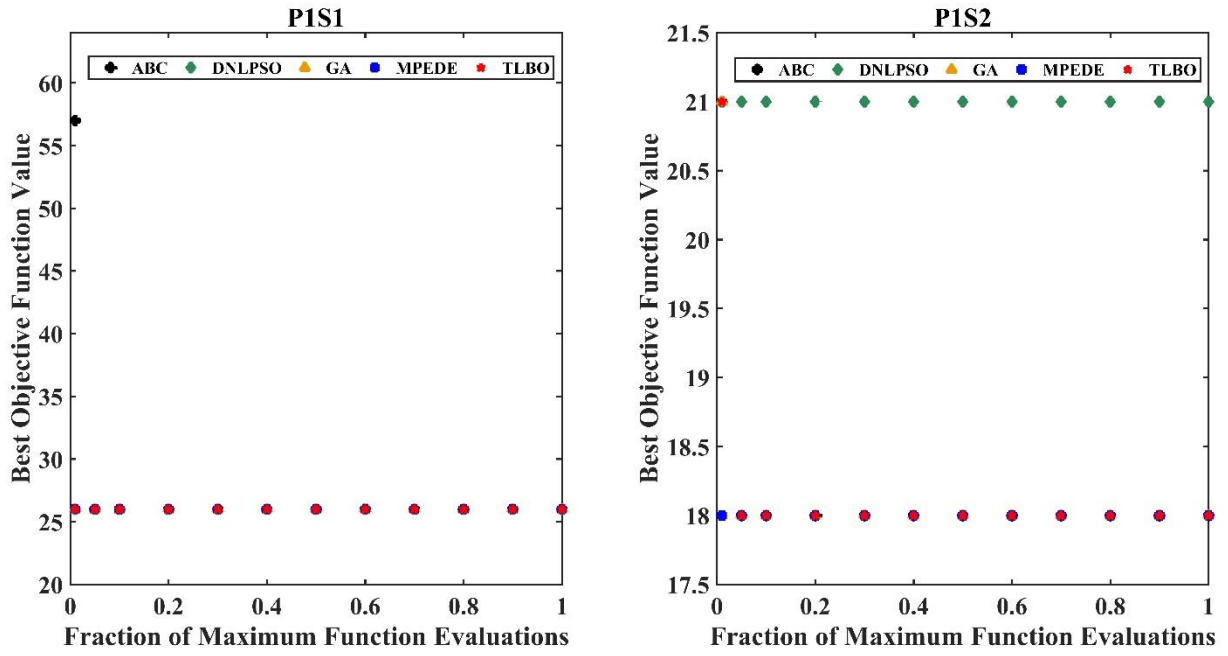 P1S1
ABC DNLPSO GA MPEDE TLBO
60
55
50
45
40
35
30
25
20
0 0.2 0.4 0.6 0.8 1
Best Objective Function Value
Fraction of Maximum Function Evaluations
P1S2
21.5
ABC DNLPSO GA MPEDE TLBO
21
20.5
20
19.5
19
18.5
18
17.5
0 0.2 0.4 0.6 0.8 1
Best Objective Function Value
Fraction of Maximum Function Evaluations